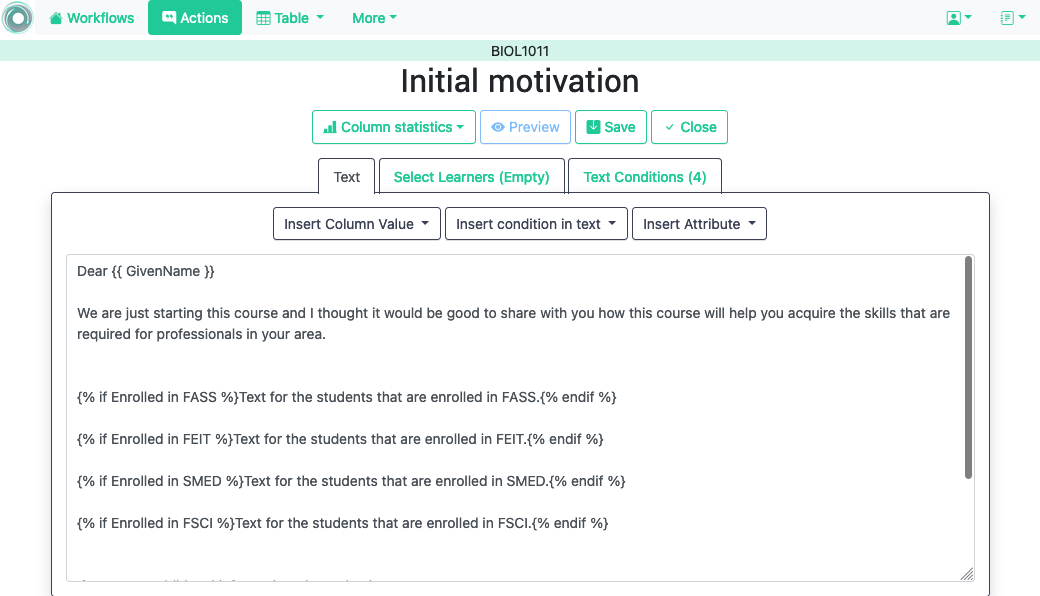 Workflows Actions Table More
BIOL1011
Initial motivation
Column statistics Preview Save Close
Text Select Learners (Empty) Text Conditions (4)
Insert Column Value Insert condition in text Insert Attribute
Dear {{ GivenName }}
We are just starting this course and I thought it would be good to share with you how this course will help you acquire the skills that are
required for professionals in your area.
{% if Enrolled in FASS %}Text for the students that are enrolled in FASS.{% endif %}
{% if Enrolled in FEIT %}Text for the students that are enrolled in FEIT.{% endif %}
{% if Enrolled in SMED %}Text for the students that are enrolled in SMED.{% endif %}
{% if Enrolled in FSCI %}Text for the students that are enrolled in FSCI.{% endif %}